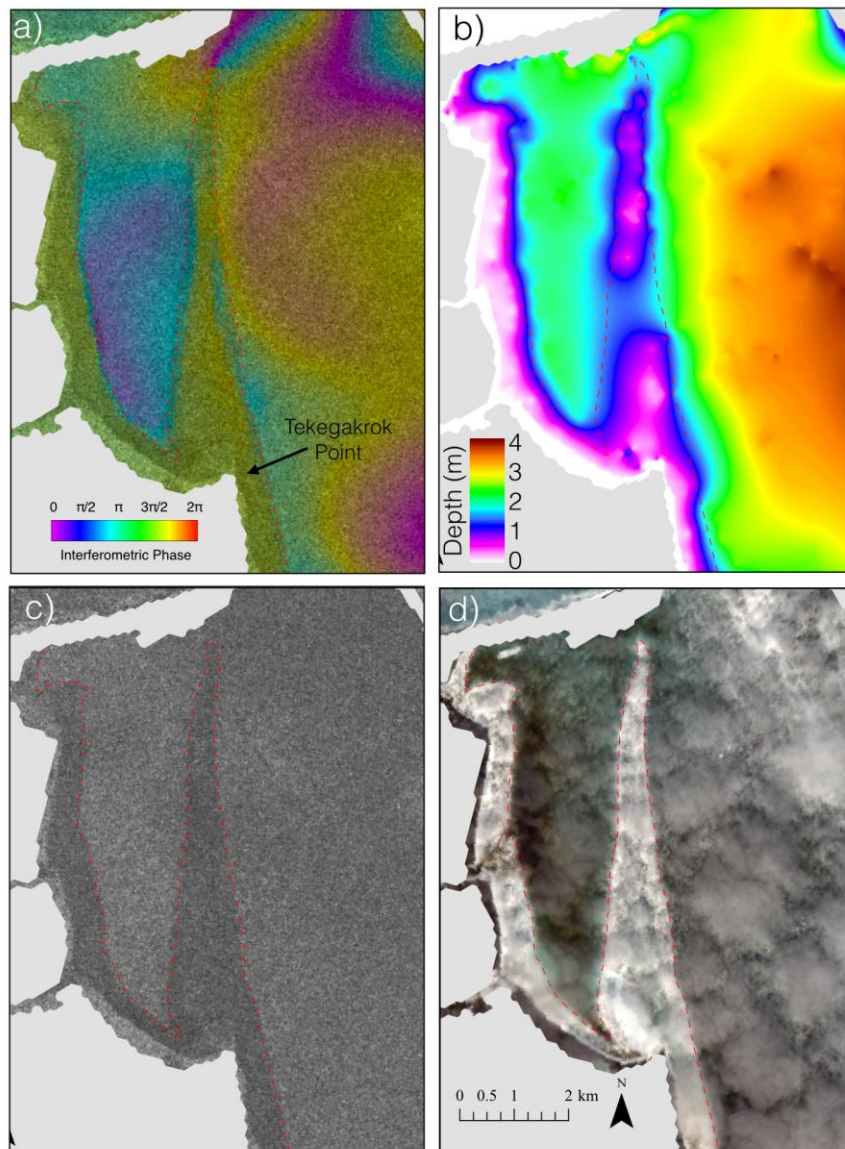 a)
Tekegakrok
Point
0 π/2 π 3π/2 2π
Interferometric Phase
b)
Depth (m)
4
3
2
1
0
c)
d)
0 0.5 1 2 km
N